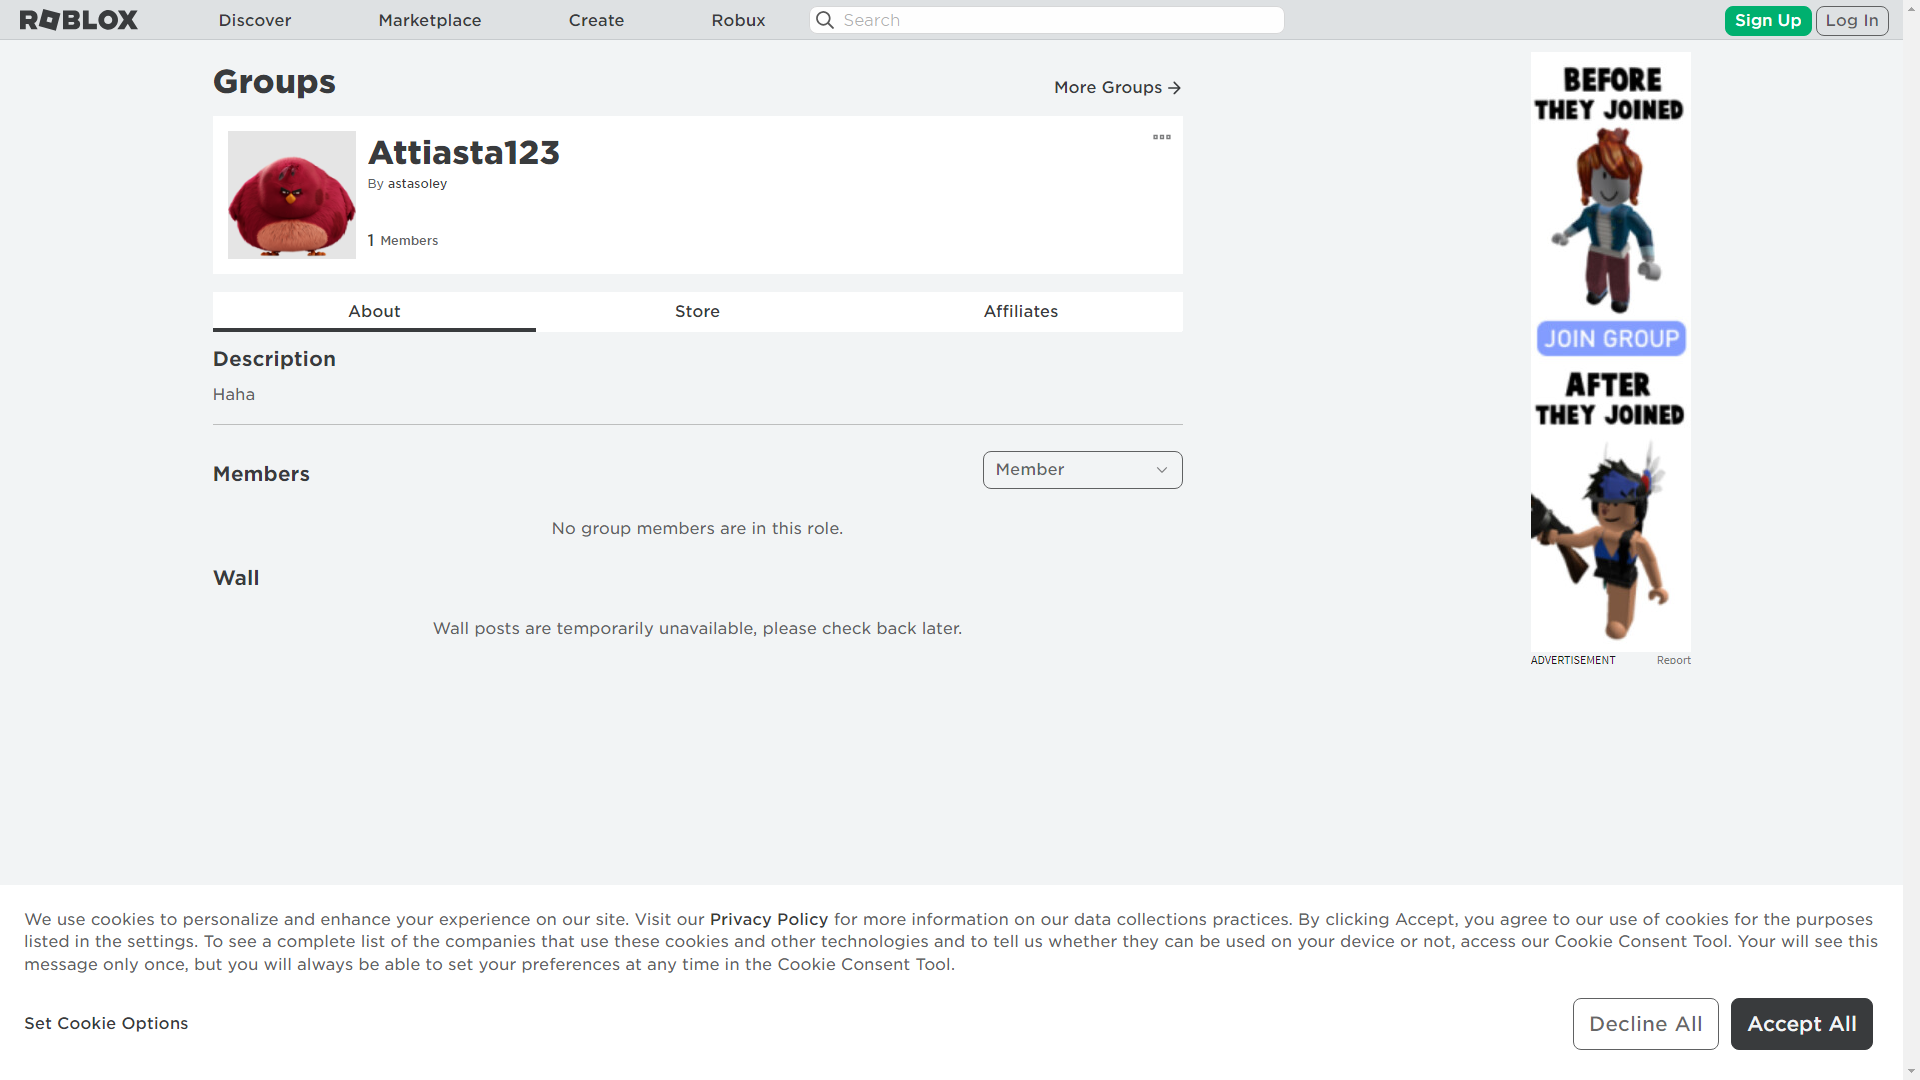 ROBLOX
Discover
Marketplace
Create
Robux
Search
Sign Up
Log In
Groups
More Groups
Attiasta123
By astasoley
1 Members
About
Store
Affiliates
Description
Haha
Members
Member
No group members are in this role.
Wall
Wall posts are temporarily unavailable, please check back later.
BEFORE
THEY JOINED
JOIN GROUP
AFTER
THEY JOINED
ADVERTISEMENT
Report
We use cookies to personalize and enhance your experience on our site. Visit our Privacy Policy for more information on our data collections practices. By clicking Accept, you agree to our use of cookies for the purposes
listed in the settings. To see a complete list of the companies that use these cookies and other technologies and to tell us whether they can be used on your device or not, access our Cookie Consent Tool. Your will see this
message only once, but you will always be able to set your preferences at any time in the Cookie Consent Tool.
Set Cookie Options
Decline All
Accept All